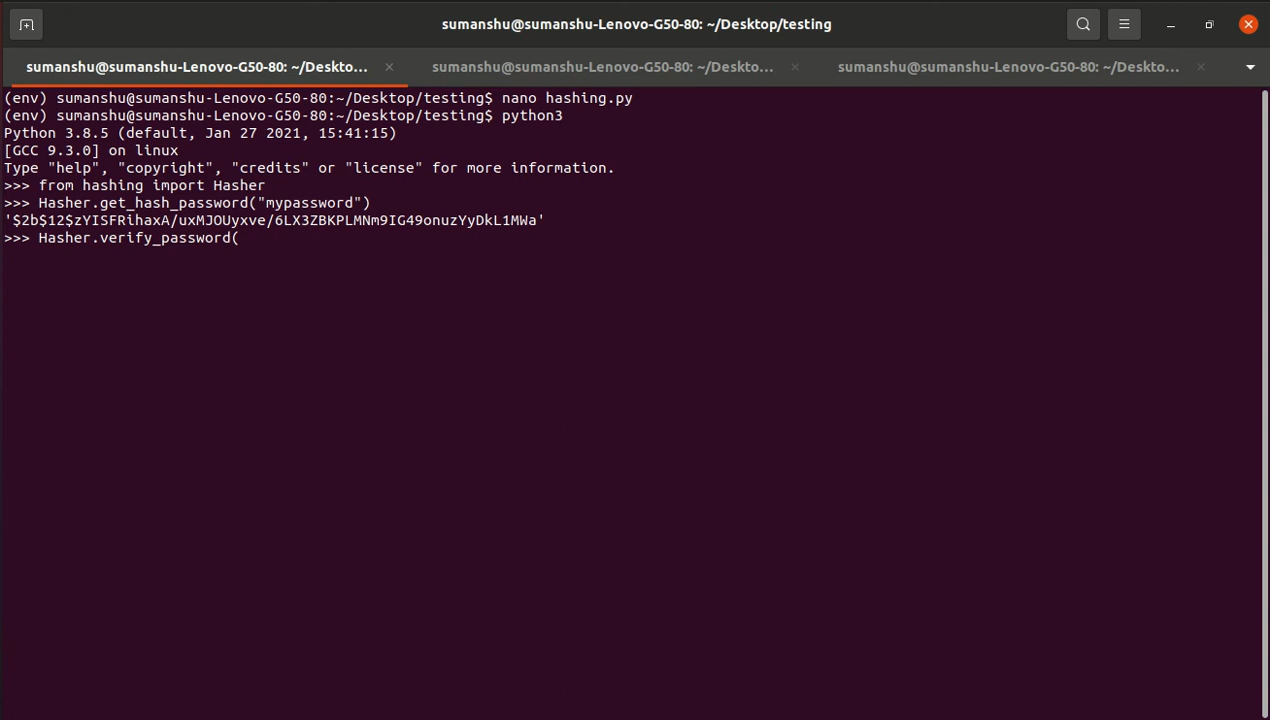 sumanshu@sumanshu-Lenovo-G50-80: ~/Desktop/testing
sumanshu@sumanshu-Lenovo-G50-80: ~/Deskto... sumanshu@sumanshu-Lenovo-G50-80: ~/Deskto... sumanshu@sumanshu-Lenovo-G50-80: ~/Deskto...
(env) sumanshu@sumanshu-Lenovo-G50-80:~/Desktop/testing$ nano hashing.py
(env) sumanshu@sumanshu-Lenovo-G50-80:~/Desktop/testing$ python3
Python 3.8.5 (default, Jan 27 2021, 15:41:15)
[GCC 9.3.0] on linux
Type "help", "copyright", "credits" or "license" for more information.
>>> from hashing import Hasher
>>> Hasher.get_hash_password("mypassword")
'$2b$12$zYISFRihaxA/uxMJOUyxve/6LX3ZBKPLMNm9IG49onuzYyDkL1MWa'
>>> Hasher.verify_password(